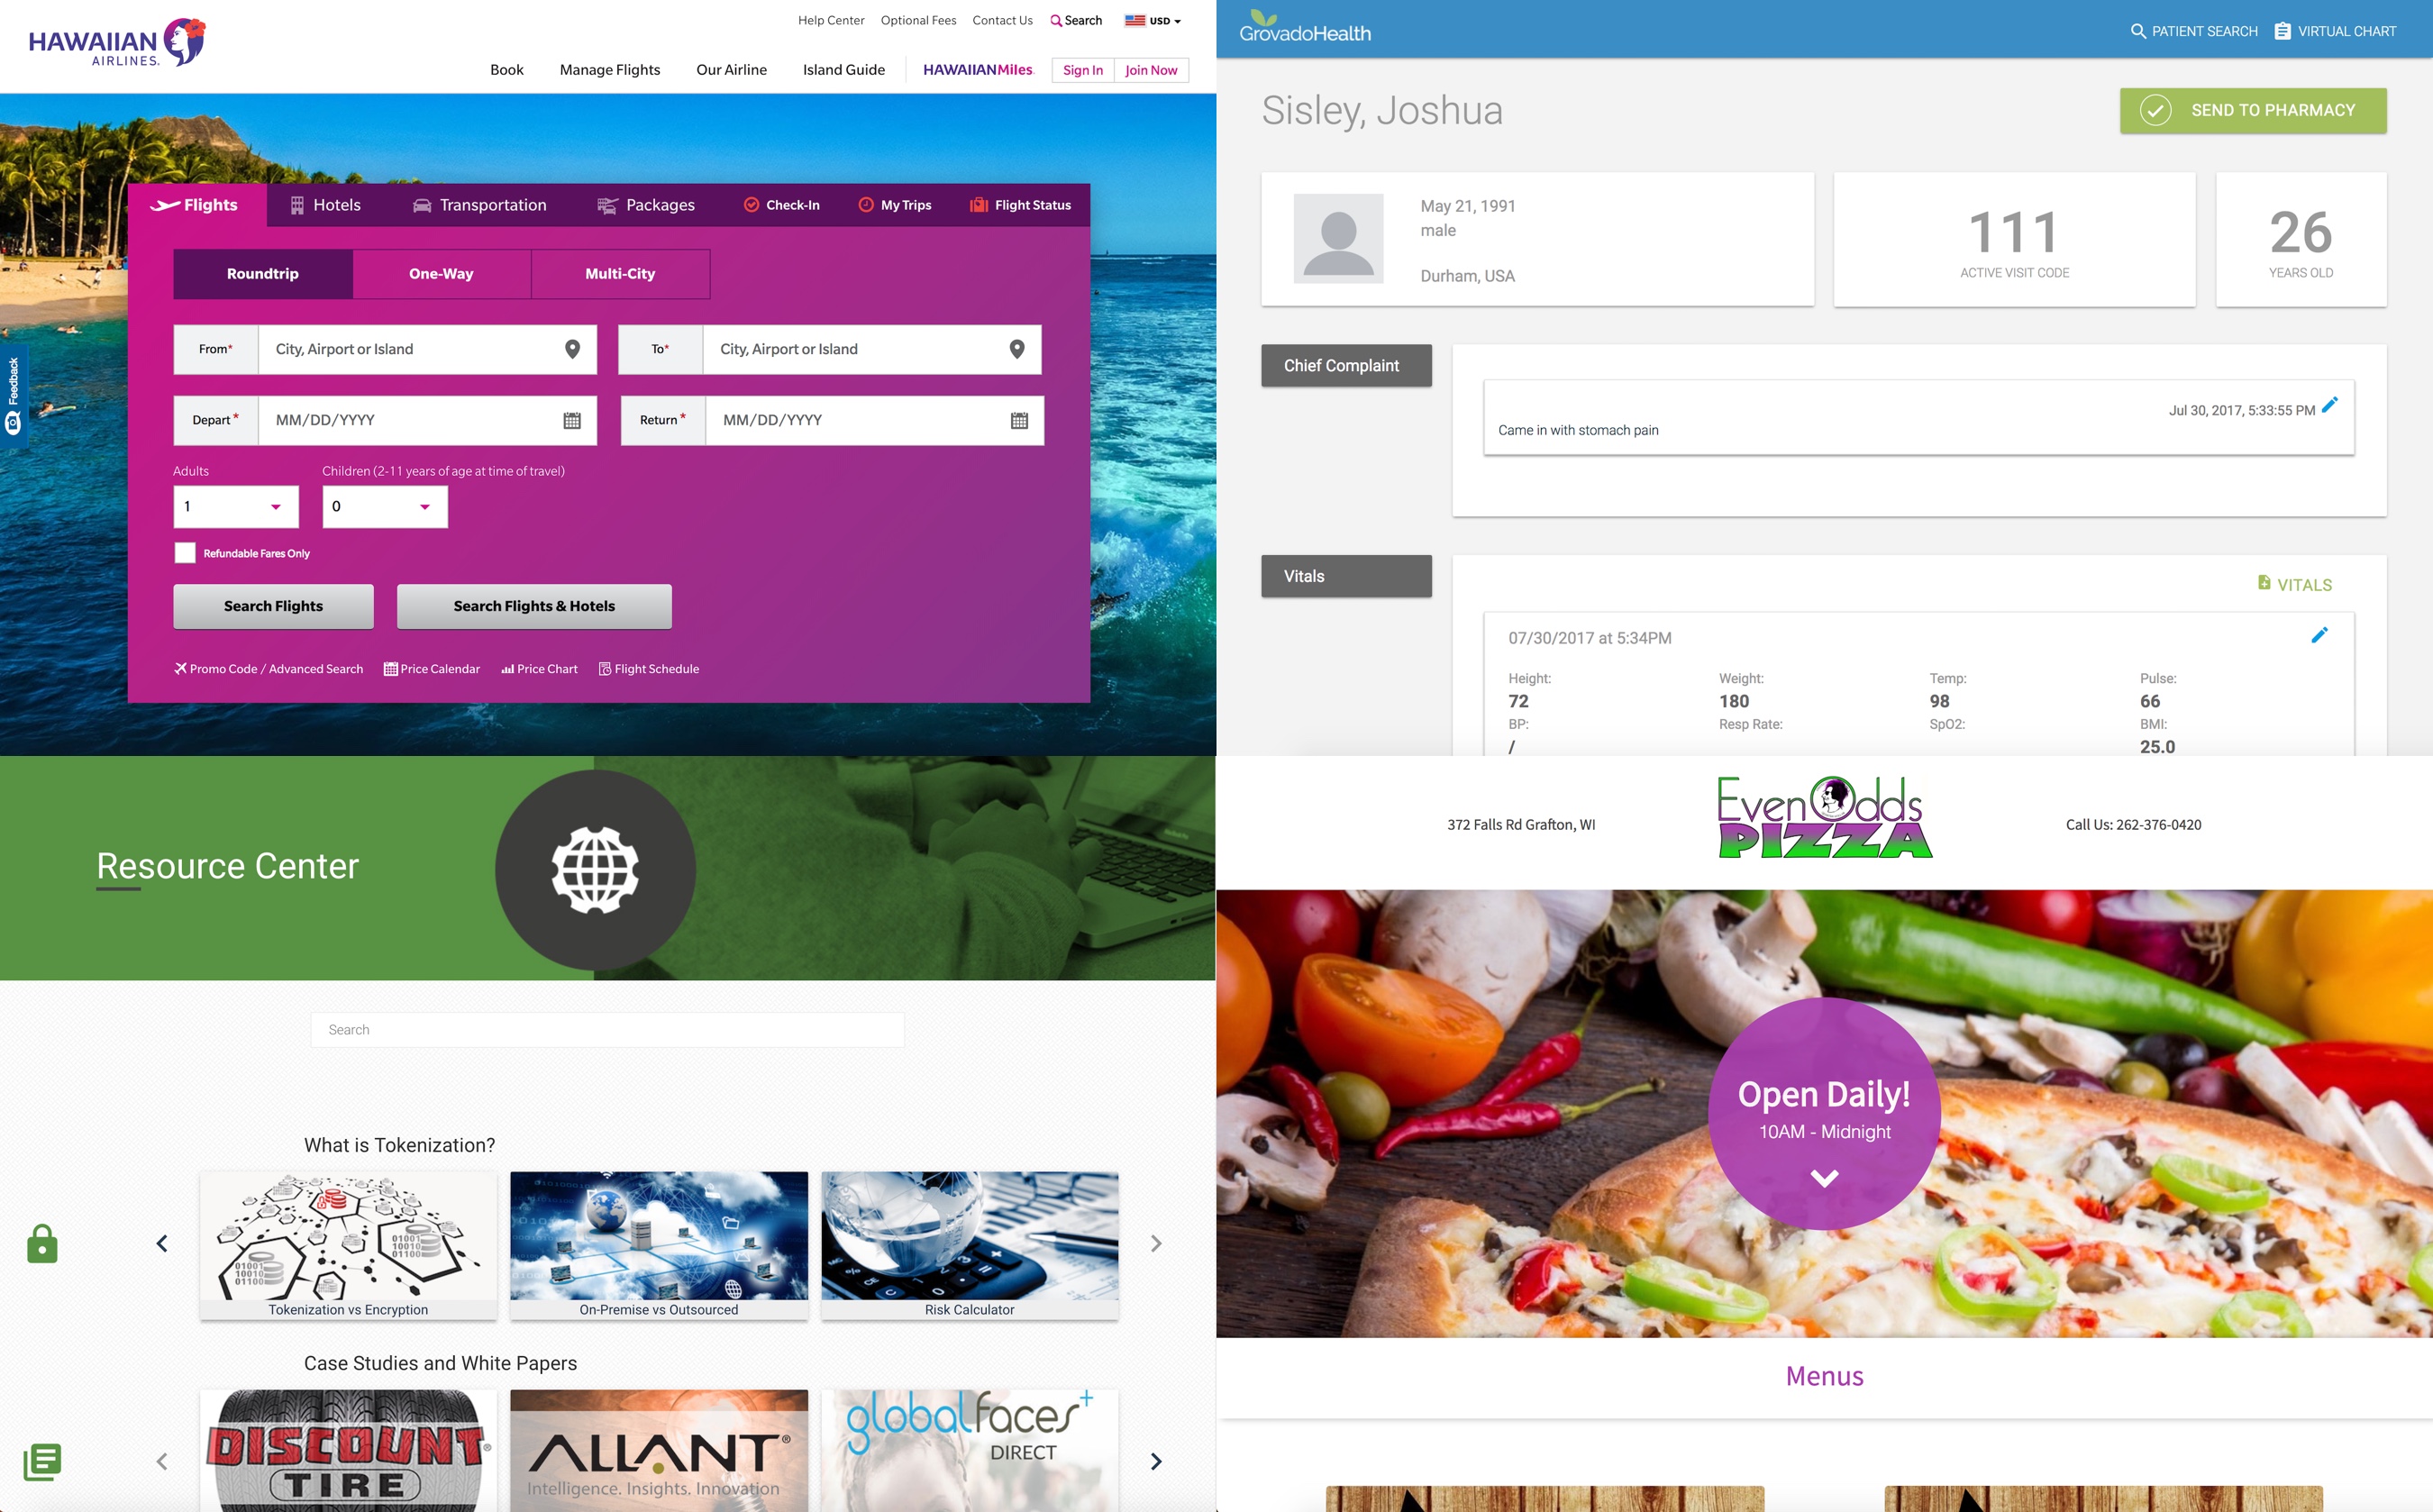 HAWAIIAN
AIRLINES.
Help Center Optional Fees Contact Us Search USD
Book Manage Flights Our Airline Island Guide HAWAIIANMiles Sign In Join Now
Feedback
Flights Hotels Transportation Packages Check-In My Trips Flight Status
Roundtrip One-Way Multi-City
From* City, Airport or Island To* City, Airport or Island
Depart* MM/DD/YYYY Return* MM/DD/YYYY
Adults Children (2-11 years of age at time of travel)
1 0
Refundable Fares Only
Search Flights Search Flights & Hotels
Promo Code / Advanced Search Price Calendar Price Chart Flight Schedule
GrovadoHealth PATIENT SEARCH VIRTUAL CHART
Sisley, Joshua SEND TO PHARMACY
May 21, 1991
male
Durham, USA
111
ACTIVE VISIT CODE
26
YEARS OLD
Chief Complaint
Jul 30, 2017, 5:33:55 PM
Came in with stomach pain
Vitals
VITALS
07/30/2017 at 5:34PM
Height: Weight: Temp: Pulse:
72 180 98 66
BP: Resp Rate: SpO2: BMI:
/ 25.0
Resource Center
Search
What is Tokenization?
Tokenization vs Encryption On-Premise vs Outsourced Risk Calculator
Case Studies and White Papers
DISCOUNT®
TIRE
ALLANT®
Intelligence. Insights. Innovation
globalfaces+
DIRECT
372 Falls Rd Grafton, WI
EvenOdds
PIZZA
Call Us: 262-376-0420
Open Daily!
10AM - Midnight
Menus